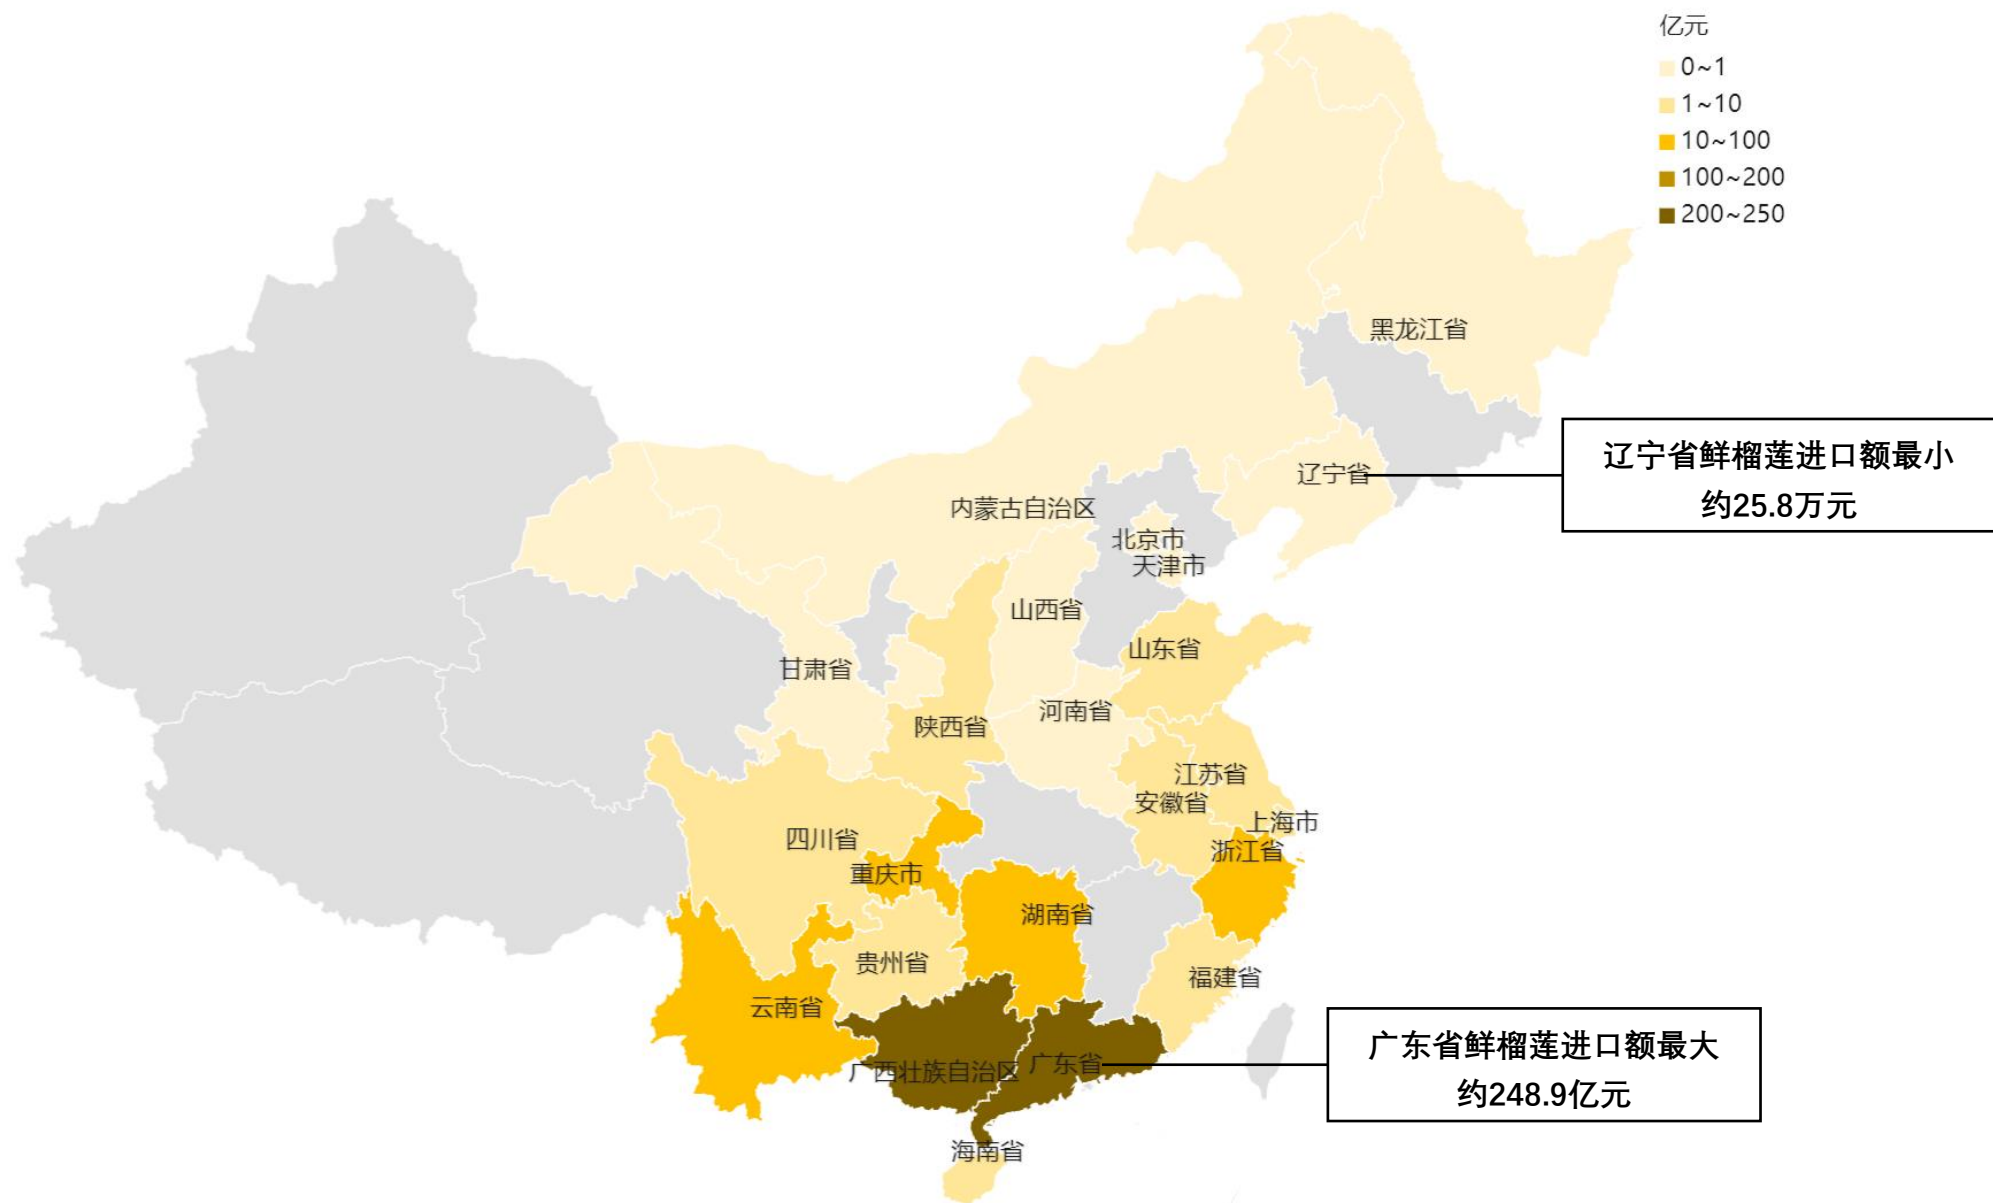 亿元
0~1
1~10
10~100
100~200
200~250
黑龙江省
辽宁省鲜榴莲进口额最小
约25.8万元
辽宁省
内蒙古自治区
北京市
天津市
山西省
山东省
甘肃省
河南省
陕西省
江苏省
安徽省
上海市
四川省
浙江省
重庆市
湖南省
贵州省
福建省
云南省
广东省鲜榴莲进口额最大
约248.9亿元
广西壮族自治区
广东省
海南省